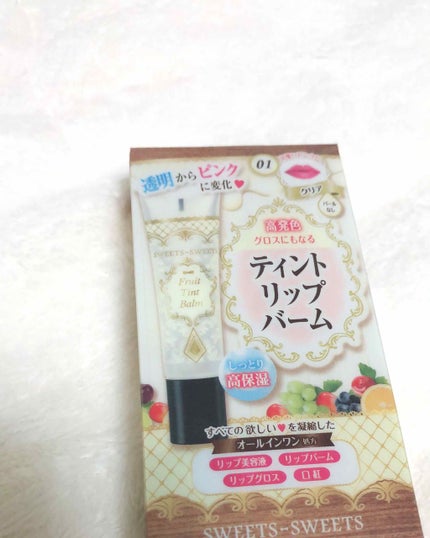 透明からピンク
に変化♥
01
クリア
パール
なし
高発色
グロスにもなる
ティント
リップ
バーム
SWEETS-SWEETS
Fruit
Tint
Balm
しっとり
高保湿
すべての欲しい♥を凝縮した
オールインワン処方
リップ美容液
リップバーム
リップグロス
口紅
SWEETS-SWEETS